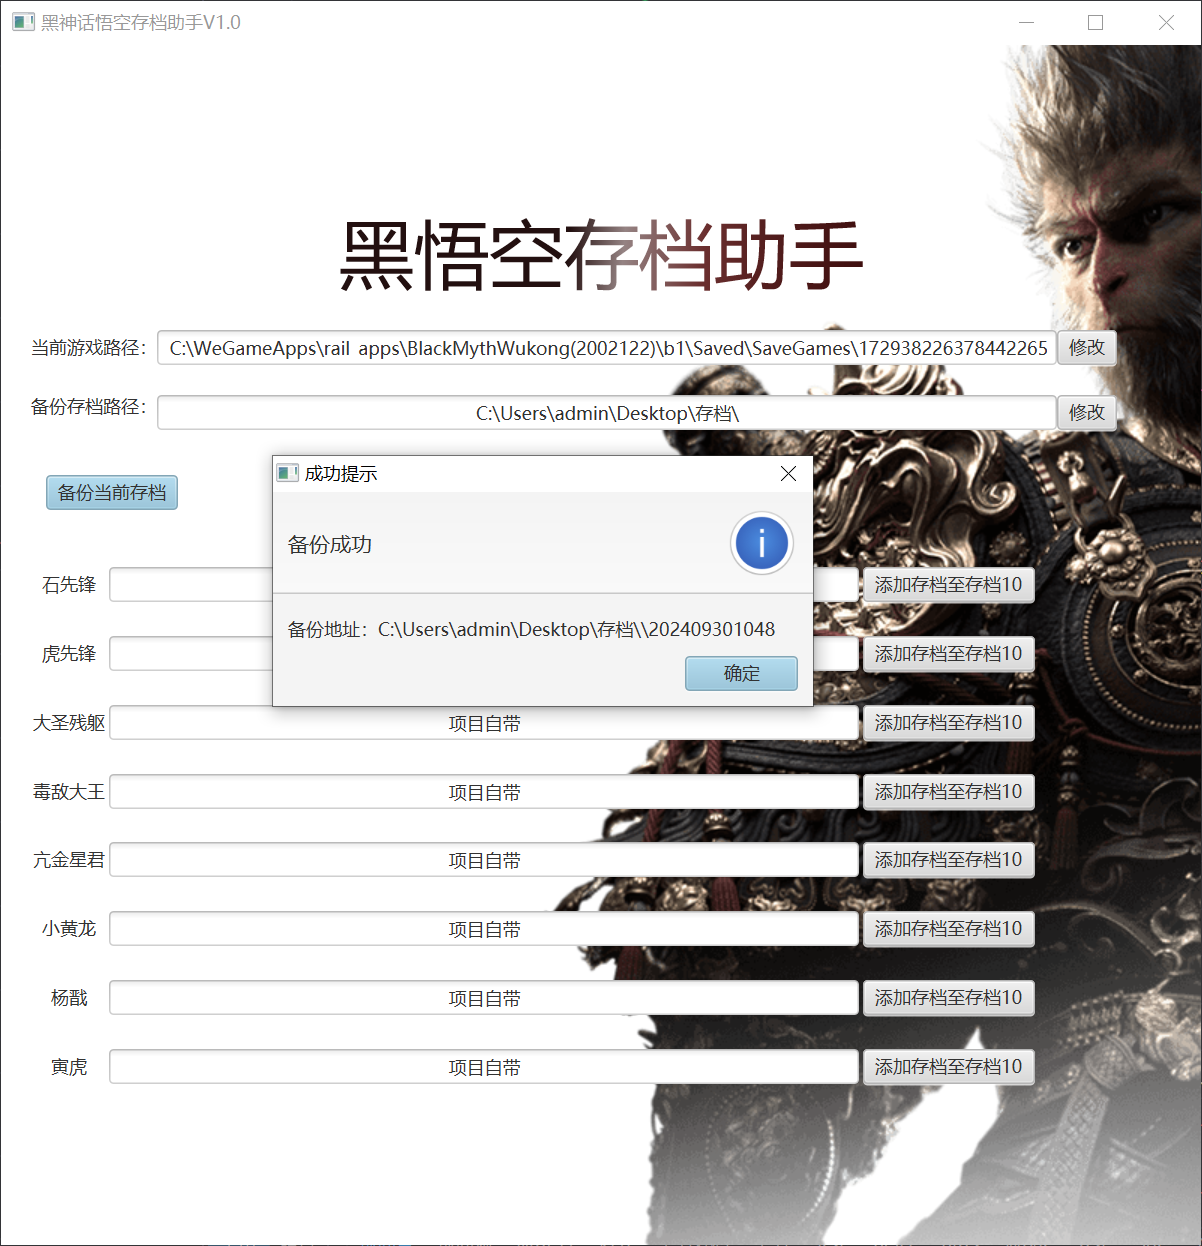 黑神话悟空存档助手V1.0
黑悟空存档助手
当前游戏路径： C:\WeGameApps\rail apps\BlackMythWukong(2002122)\b1\Saved\SaveGames\172938226378442265 修改
备份存档路径： C:\Users\admin\Desktop\存档\ 修改
备份当前存档
成功提示
备份成功
备份地址：C:\Users\admin\Desktop\存档\\202409301048
确定
石先锋 添加存档至存档10
虎先锋 添加存档至存档10
大圣残躯 项目自带 添加存档至存档10
毒敌大王 项目自带 添加存档至存档10
亢金星君 项目自带 添加存档至存档10
小黄龙 项目自带 添加存档至存档10
杨戬 项目自带 添加存档至存档10
寅虎 项目自带 添加存档至存档10